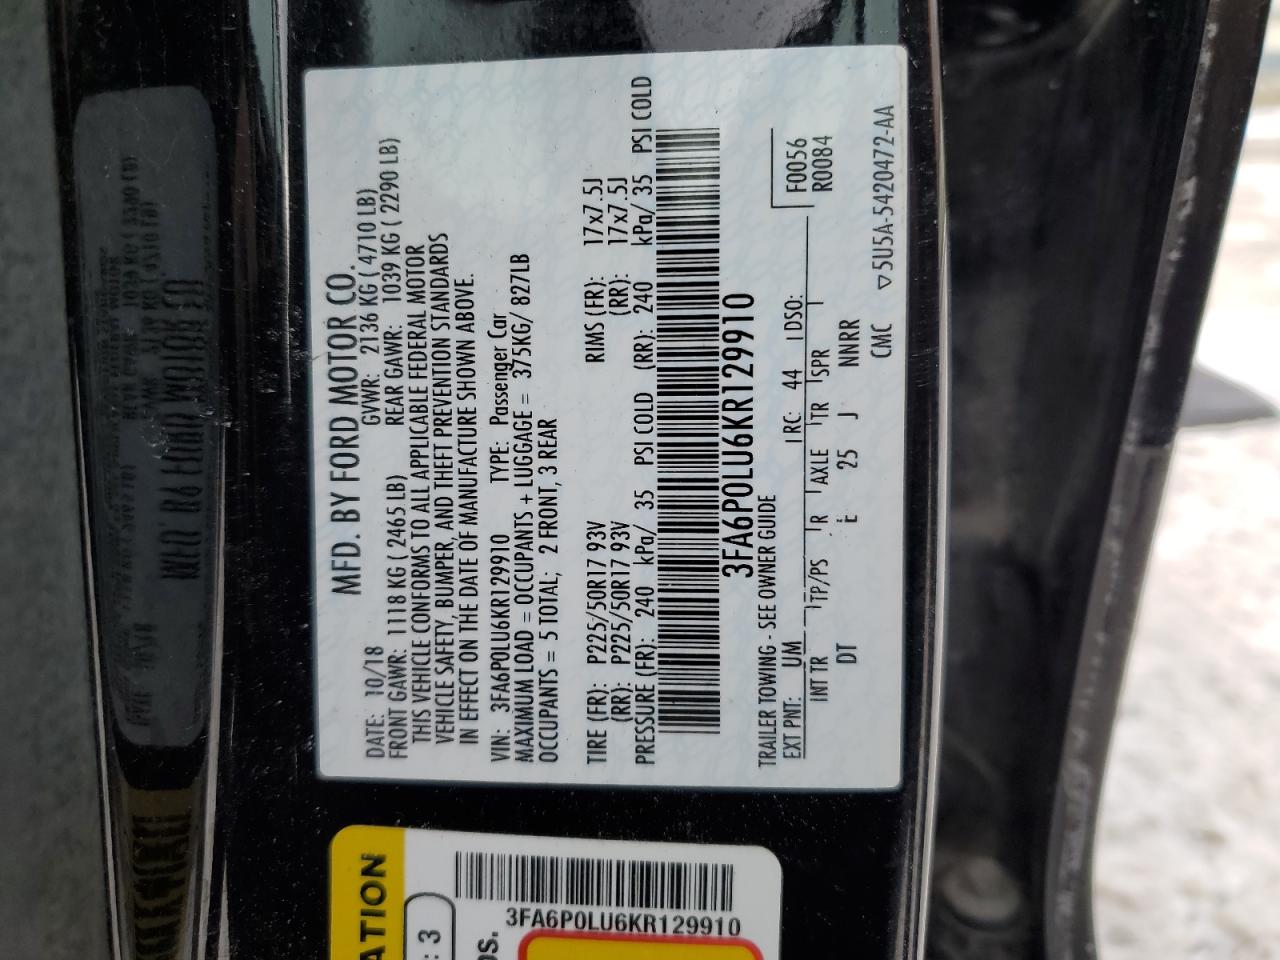 MFD. BY FORD MOTOR CO.
DATE: 10/18 GVWR: 2136 KG ( 4710 LB)
FRONT GAWR: 1118 KG ( 2465 LB) REAR GAWR: 1039 KG ( 2290 LB)
THIS VEHICLE CONFORMS TO ALL APPLICABLE FEDERAL MOTOR
VEHICLE SAFETY, BUMPER, AND THEFT PREVENTION STANDARDS
IN EFFECT ON THE DATE OF MANUFACTURE SHOWN ABOVE.
VIN: 3FA6P0LU6KR129910 TYPE: Passenger Car
MAXIMUM LOAD = OCCUPANTS + LUGGAGE = 375KG/ 827LB
OCCUPANTS = 5 TOTAL; 2 FRONT, 3 REAR
TIRE (FR): P225/50R17 93V RIMS (FR): 17x7.5J
(RR): P225/50R17 93V (RR): 17x7.5J
PRESSURE (FR): 240 kPa/ 35 PSI COLD (RR): 240 kPa/ 35 PSI COLD
3FA6P0LU6KR129910
TRAILER TOWING - SEE OWNER GUIDE
EXT PNT: UM RC: 44 DSO: F0056
R0084
INT TR TP/PS R AXLE TR SPR
DT E 25 J NNRR
CMC ▽5U5A-5420472-AA
ATION
: 3
3FA6P0LU6KR129910
os.